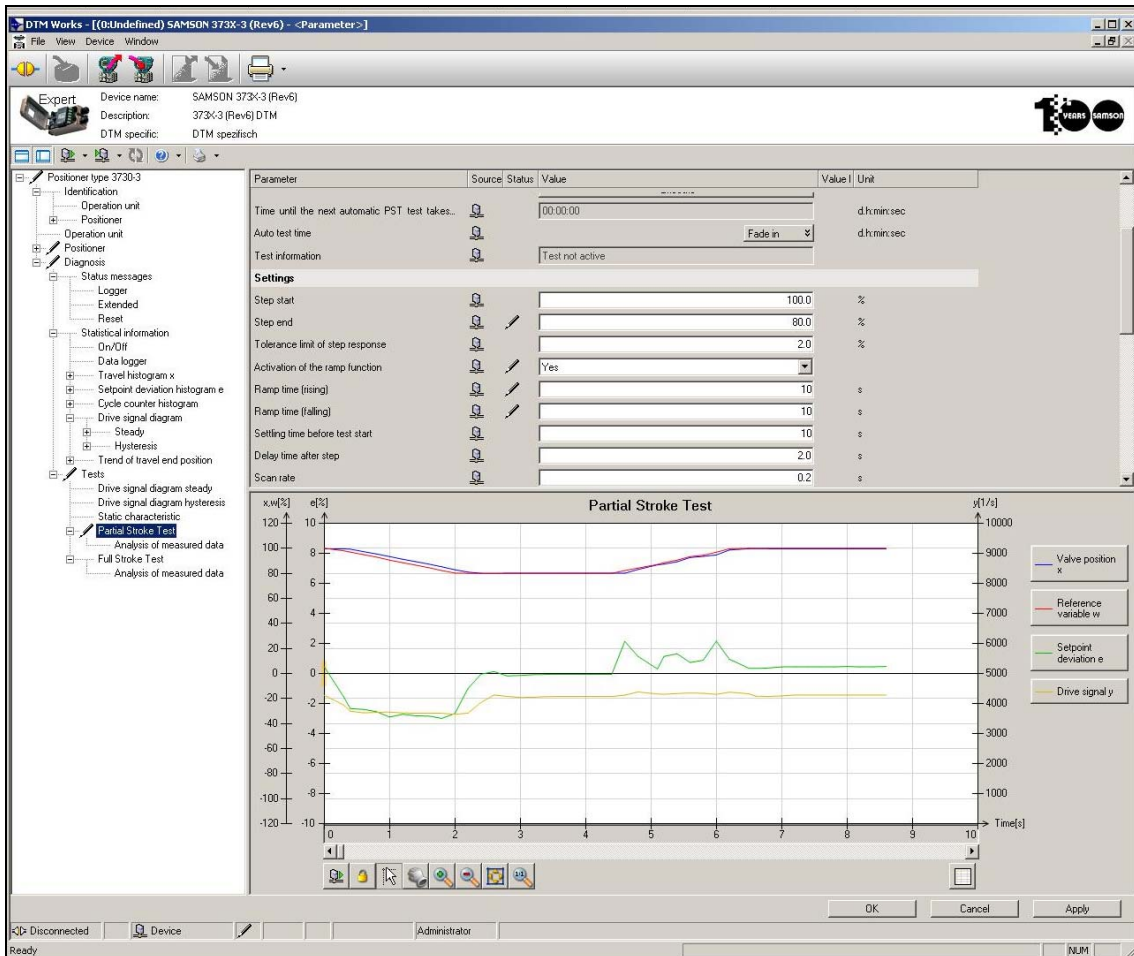 DTM Works - [(0:Undefined) SAMSON 373X-3 (Rev6) - <Parameter>]
File View Device Window
Expert
Device name: SAMSON 373X-3 (Rev6)
Description: 373X-3 (Rev6) DTM
DTM specific: DTM spezifisch
100 YEARS SAMSON
Positioner type 3730-3
Identification
Operation unit
Positioner
Operation unit
Positioner
Diagnosis
Status messages
Logger
Extended
Reset
Statistical information
On/Off
Data logger
Travel histogram x
Setpoint deviation histogram e
Cycle counter histogram
Drive signal diagram
Steady
Hysteresis
Trend of travel end position
Tests
Drive signal diagram steady
Drive signal diagram hysteresis
Static characteristic
Partial Stroke Test
Analysis of measured data
Full Stroke Test
Analysis of measured data
Parameter Source Status Value Value I Unit
Time until the next automatic PST test takes... 00:00:00 d.h:min:sec
Auto test time Fade in d.h:min:sec
Test information Test not active
Settings
Step start 100.0 %
Step end 80.0 %
Tolerance limit of step response 2.0 %
Activation of the ramp function Yes
Ramp time (rising) 10 s
Ramp time (falling) 10 s
Settling time before test start 10 s
Delay time after step 2.0 s
Scan rate 0.2 s
x,w[%] e[%] Partial Stroke Test y[1/s]
120 10 10000
100 8 9000
80 6 8000
60 4 7000
40 2 6000
20 0 5000
0 -2 4000
-20 -4 3000
-40 -6 2000
-60 -8 1000
-80 -10
-100
-120
0 1 2 3 4 5 6 7 8 9 10 Time[s]
Valve position
x
Reference
variable w
Setpoint
deviation e
Drive signal y
1:1
OK Cancel Apply
Disconnected Device Administrator
Ready NUM